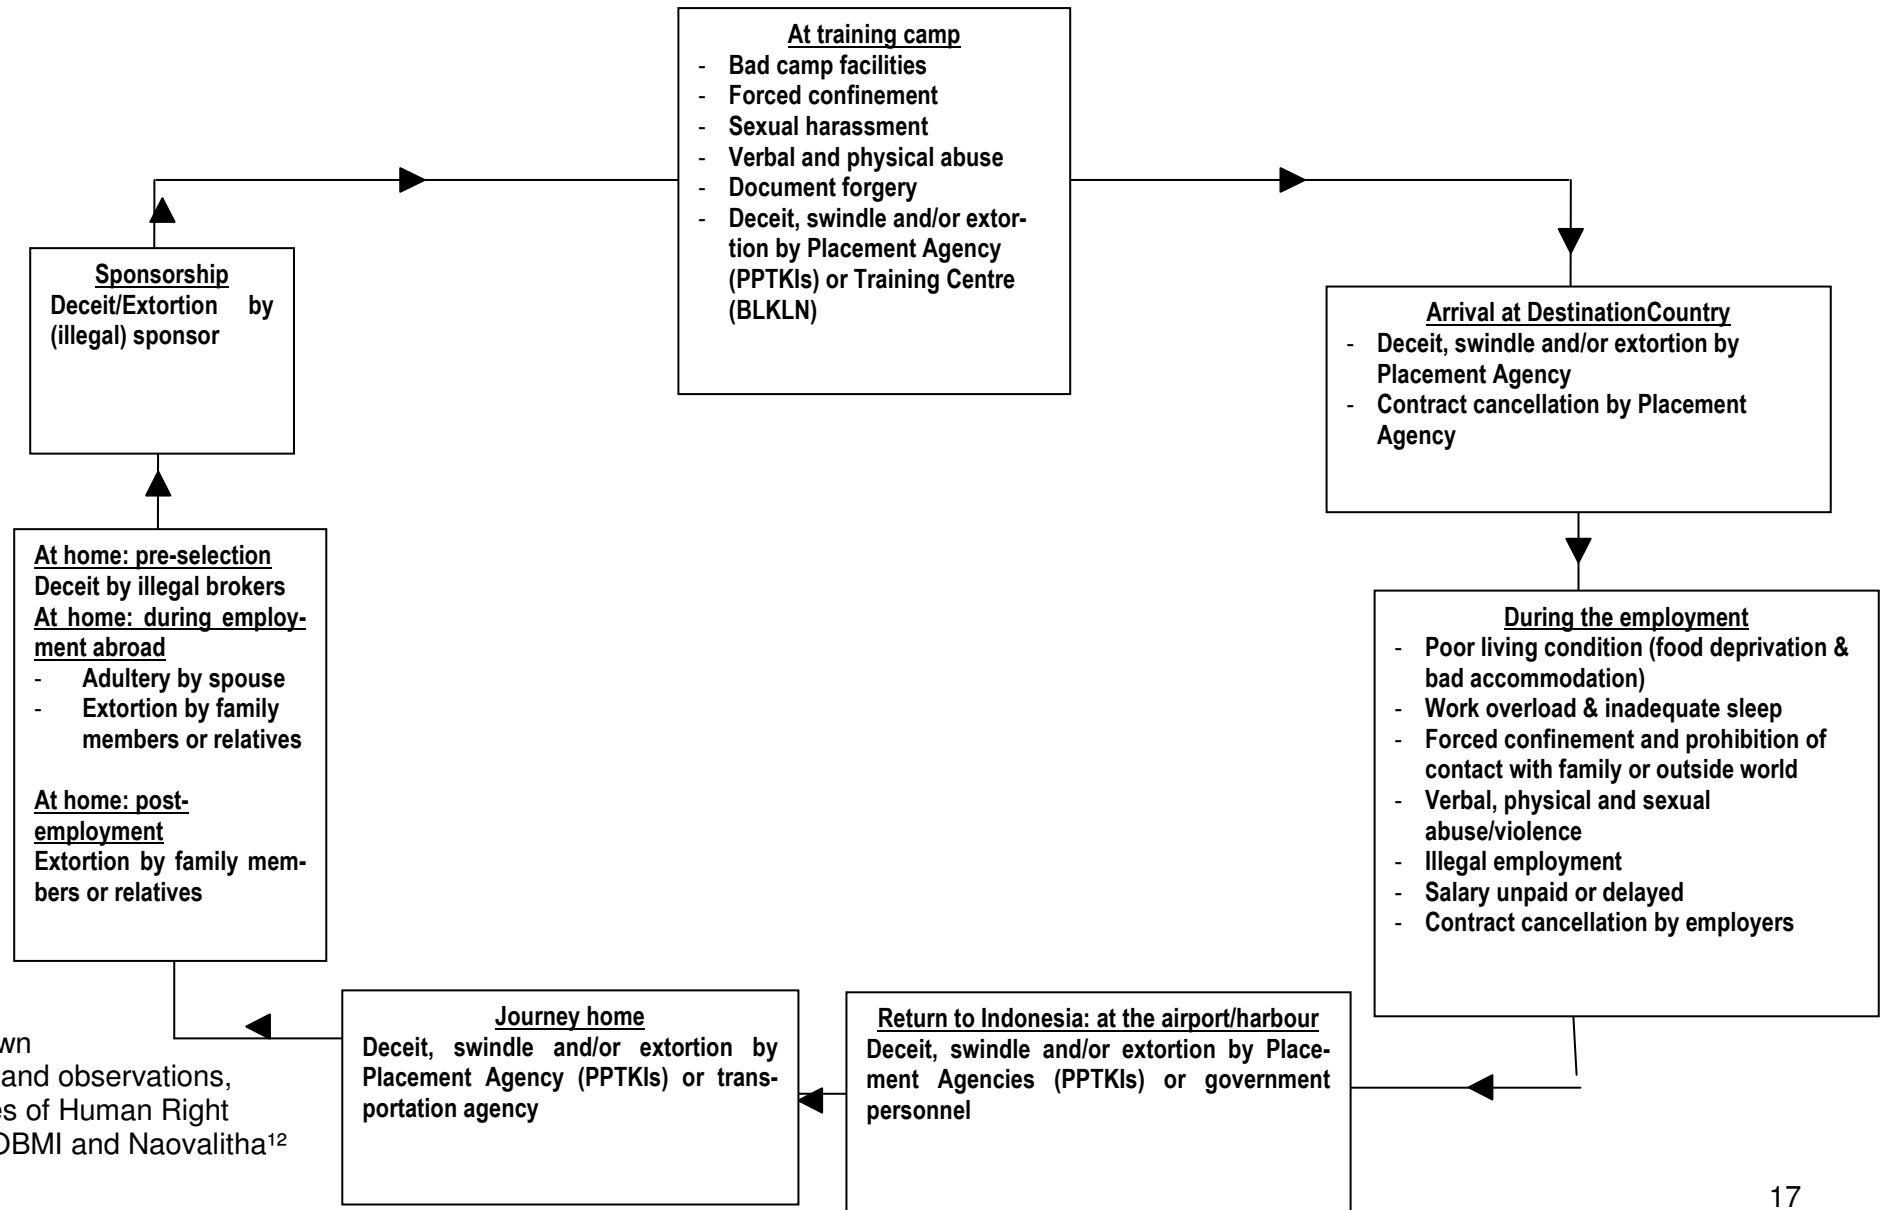 At training camp
- Bad camp facilities
- Forced confinement
- Sexual harassment
- Verbal and physical abuse
- Document forgery
- Deceit, swindle and/or extor-
tion by Placement Agency
(PPTKIs) or Training Centre
(BLKLN)
Sponsorship
Deceit/Extortion by
(illegal) sponsor
Arrival at DestinationCountry
- Deceit, swindle and/or extortion by
Placement Agency
- Contract cancellation by Placement
Agency
At home: pre-selection
Deceit by illegal brokers
At home: during employ-
ment abroad
- Adultery by spouse
- Extortion by family
members or relatives
At home: post-
employment
Extortion by family mem-
bers or relatives
During the employment
- Poor living condition (food deprivation &
bad accommodation)
- Work overload & inadequate sleep
- Forced confinement and prohibition of
contact with family or outside world
- Verbal, physical and sexual
abuse/violence
- Illegal employment
- Salary unpaid or delayed
- Contract cancellation by employers
Journey home
Deceit, swindle and/or extortion by
Placement Agency (PPTKIs) or trans-
portation agency
Return to Indonesia: at the airport/harbour
Deceit, swindle and/or extortion by Place-
ment Agencies (PPTKIs) or government
personnel
wn
and observations,
es of Human Right
OBMI and Naovalitha¹²
17